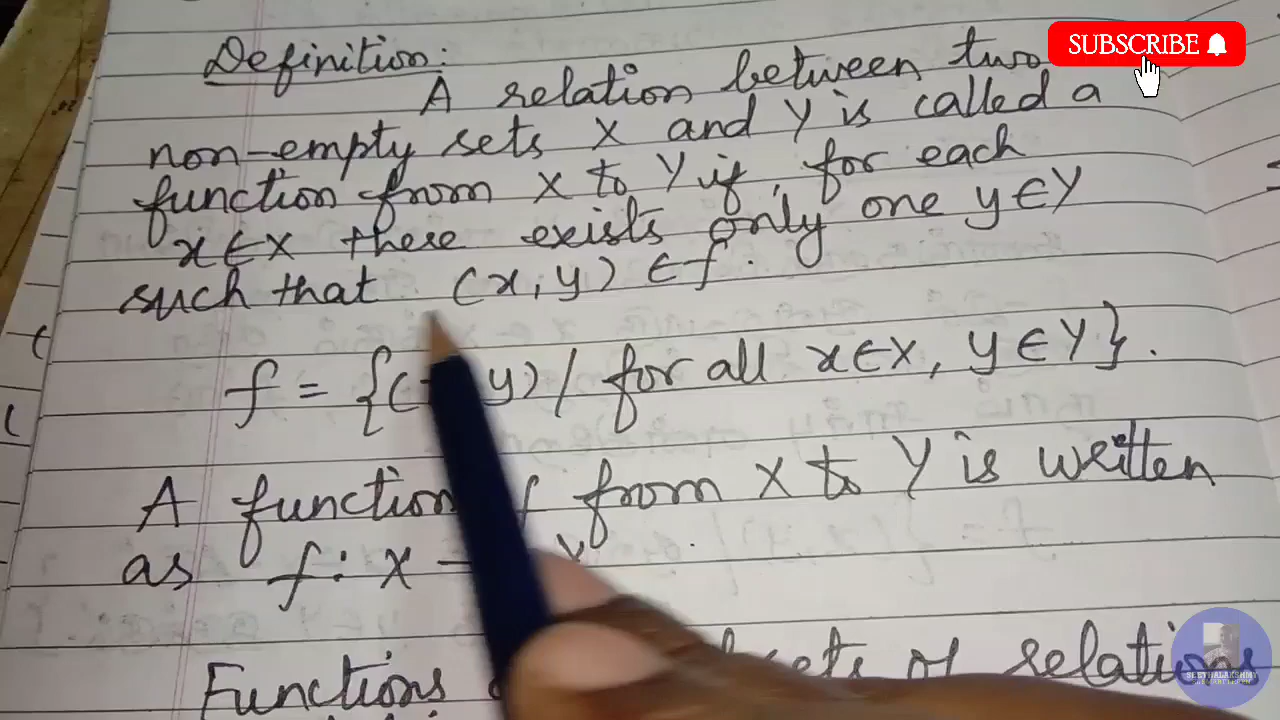 SUBSCRIBE
Definition:
A relation between two
non-empty sets X and Y is called a
function from X to Y if, for each
x∈X there exists only one y∈Y
such that (x, y) ∈ f.
f = {( y) / for all x∈X, y∈Y}.
A function f from X to Y is written
as f: X → Y
Functions of relations
SEETHALAKSHMI